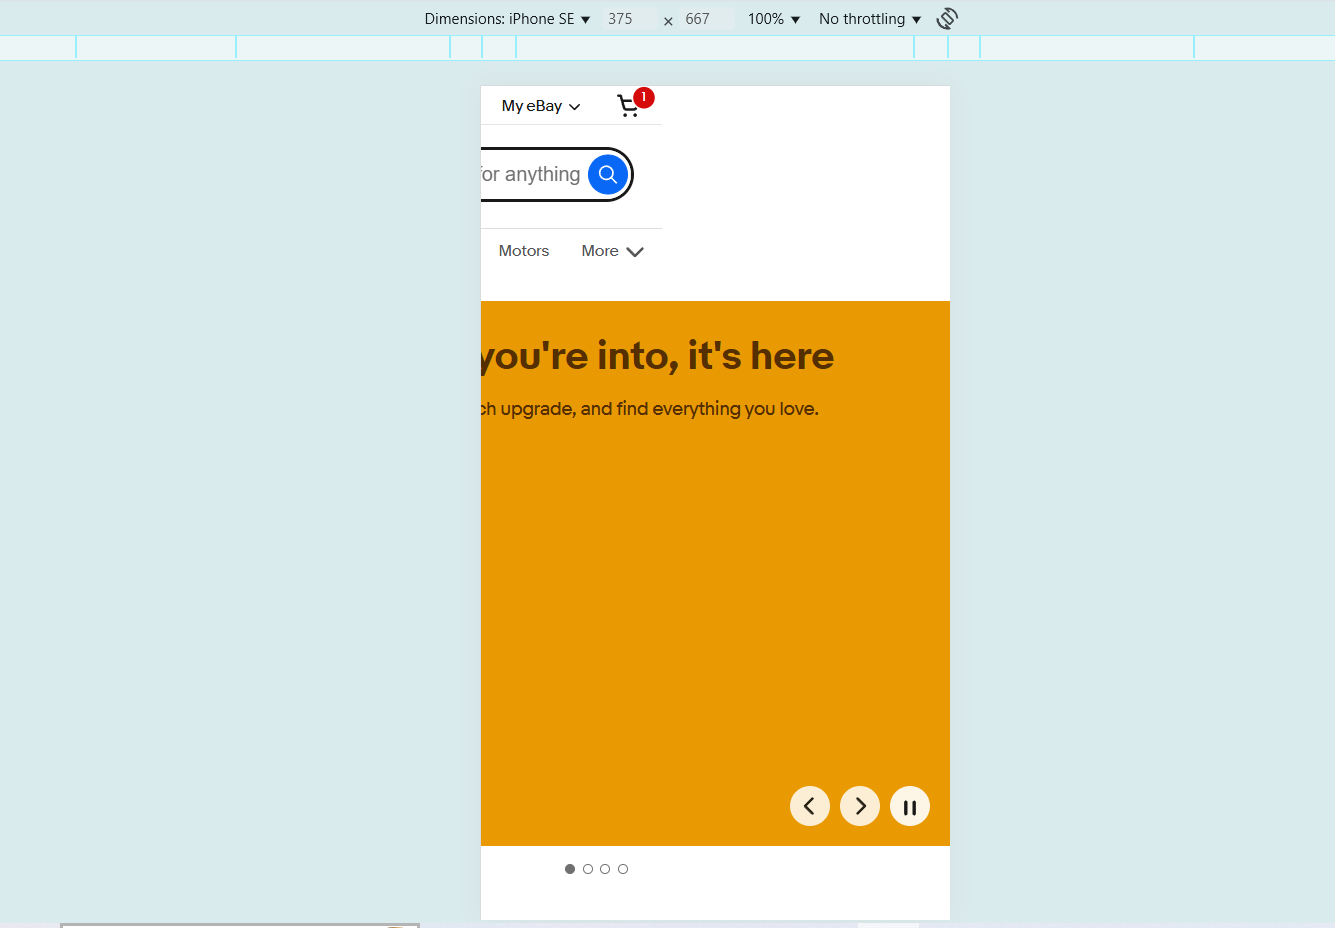 Dimensions: iPhone SE 375 × 667 100% No throttling
My eBay 1
for anything
Motors More
you're into, it's here
ch upgrade, and find everything you love.